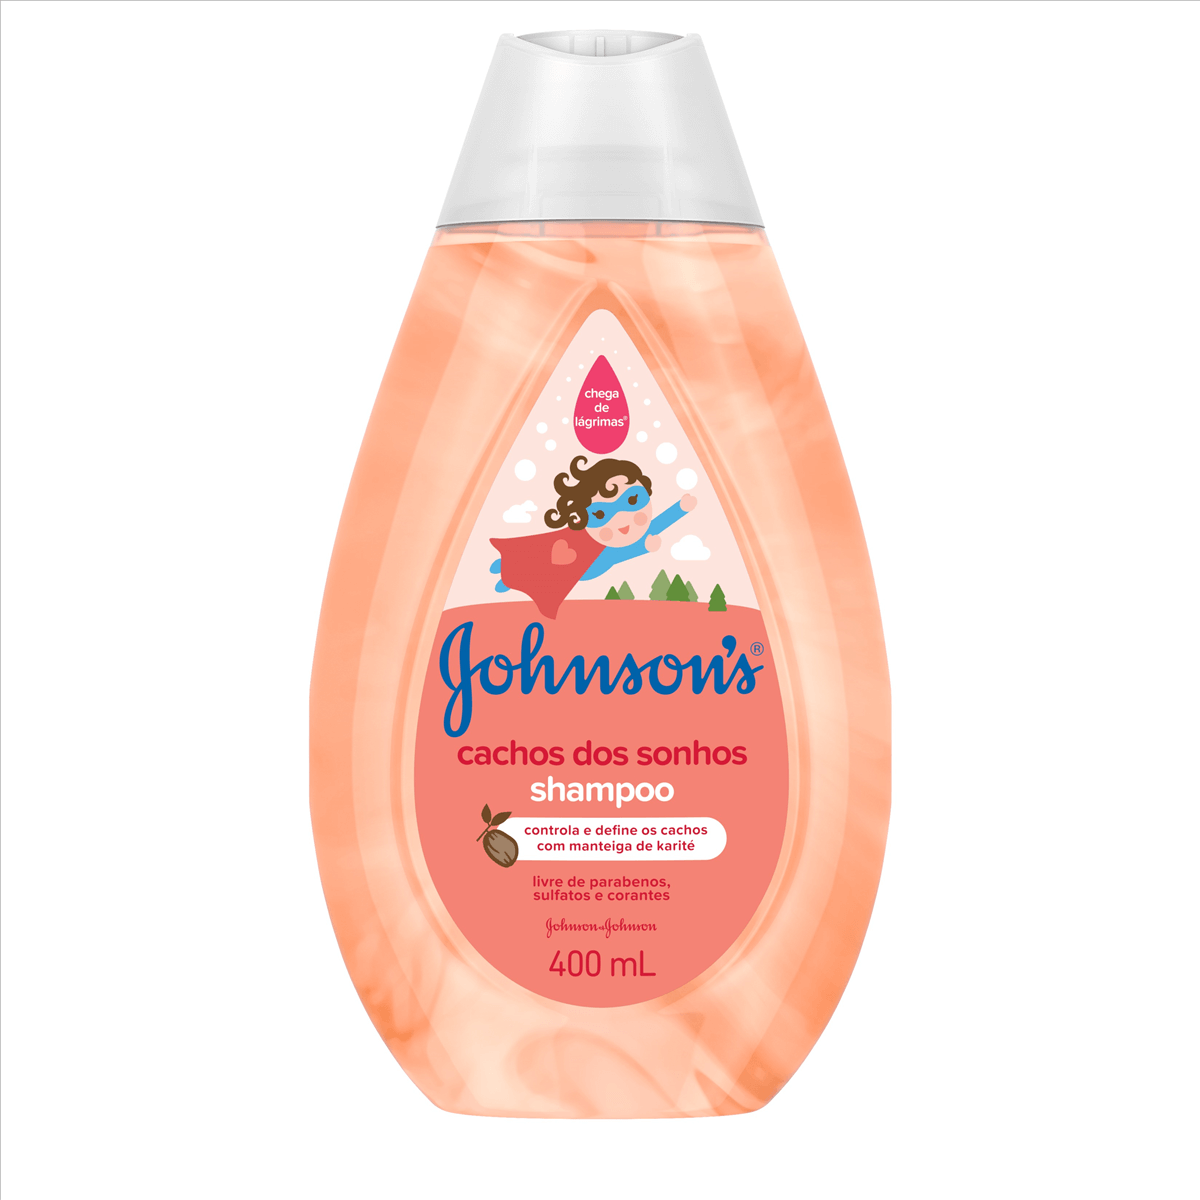 chega
de
lágrimas®
Johnson's®
cachos dos sonhos
shampoo
controla e define os cachos
com manteiga de karité
livre de parabenos,
sulfatos e corantes
Johnson & Johnson
400 mL